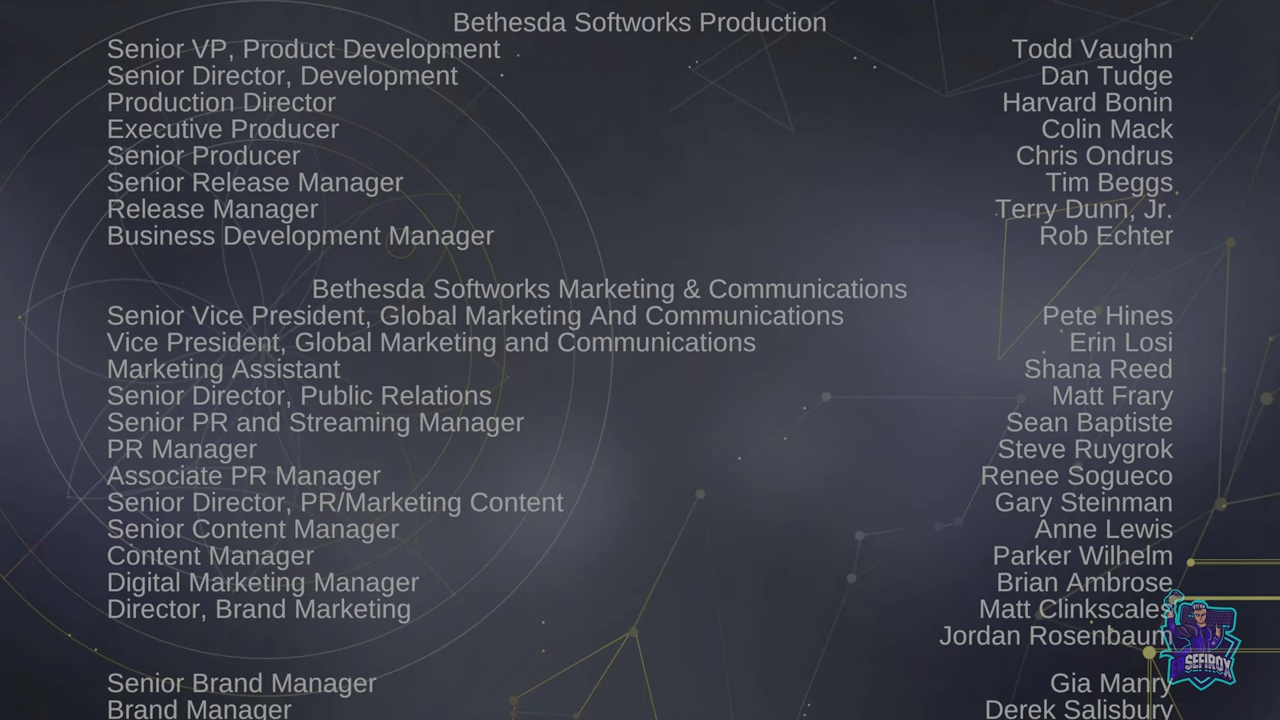 Bethesda Softworks Production
Senior VP, Product Development Todd Vaughn
Senior Director, Development Dan Tudge
Production Director Harvard Bonin
Executive Producer Colin Mack
Senior Producer Chris Ondrus
Senior Release Manager Tim Beggs
Release Manager Terry Dunn, Jr.
Business Development Manager Rob Echter
Bethesda Softworks Marketing & Communications
Senior Vice President, Global Marketing And Communications Pete Hines
Vice President, Global Marketing and Communications Erin Losi
Marketing Assistant Shana Reed
Senior Director, Public Relations Matt Frary
Senior PR and Streaming Manager Sean Baptiste
PR Manager Steve Ruygrok
Associate PR Manager Renee Sogueco
Senior Director, PR/Marketing Content Gary Steinman
Senior Content Manager Anne Lewis
Content Manager Parker Wilhelm
Digital Marketing Manager Brian Ambrose
Director, Brand Marketing Matt Clinkscales
Jordan Rosenbaum
SEFIROX
Senior Brand Manager Gia Manry
Brand Manager Derek Salisbury